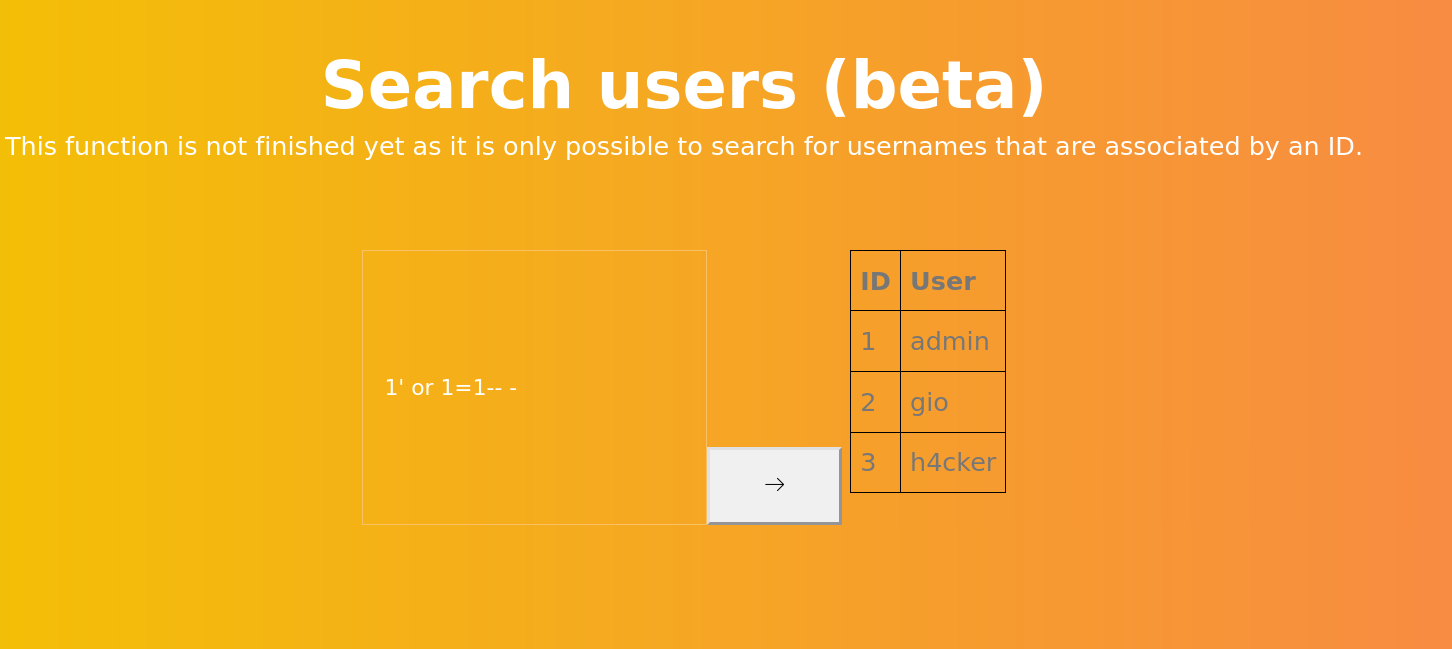 Search users (beta)
This function is not finished yet as it is only possible to search for usernames that are associated by an ID.
1' or 1=1-- -
→
ID User
1 admin
2 gio
3 h4cker